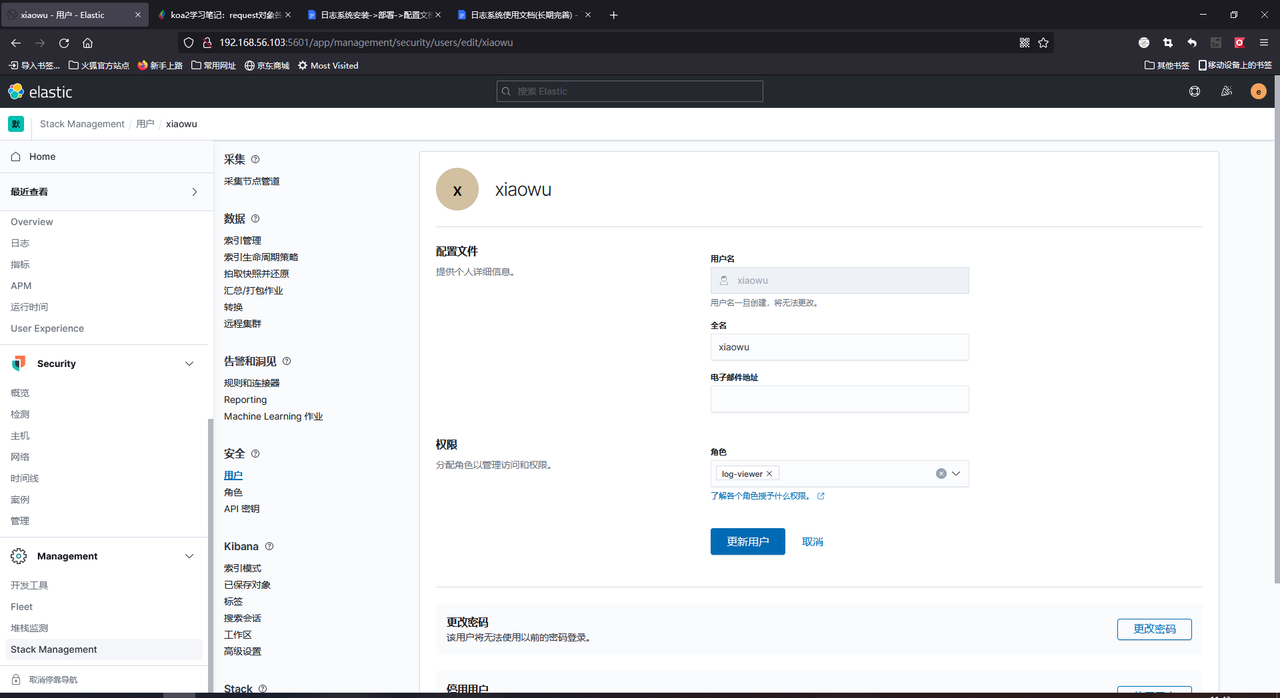 xiaowu - 用户 - Elastic
koa2学习笔记：request对象
日志系统安装->部署->配置文
日志系统使用文档(长期完善) -
192.168.56.103:5601/app/management/security/users/edit/xiaowu
导入书签...
火狐官方站点
新手上路
常用网址
京东商城
Most Visited
其他书签
移动设备上的书签
elastic
搜索 Elastic
e
默
Stack Management / 用户 / xiaowu
Home
最近查看
Overview
日志
指标
APM
运行时间
User Experience
Security
概览
检测
主机
网络
时间线
案例
管理
Management
开发工具
Fleet
堆栈监测
Stack Management
取消停靠导航
采集
采集节点管道
数据
索引管理
索引生命周期策略
拍取快照并还原
汇总/打包作业
转换
远程集群
告警和洞见
规则和连接器
Reporting
Machine Learning 作业
安全
用户
角色
API 密钥
Kibana
索引模式
已保存对象
标签
搜索会话
工作区
高级设置
Stack
x
xiaowu
配置文件
提供个人详细信息。
用户名
xiaowu
用户名一旦创建，将无法更改。
全名
xiaowu
电子邮件地址
权限
分配角色以管理访问和权限。
角色
log-viewer
了解各个角色授予什么权限。
更新用户
取消
更改密码
该用户将无法使用以前的密码登录。
更改密码
停用用户